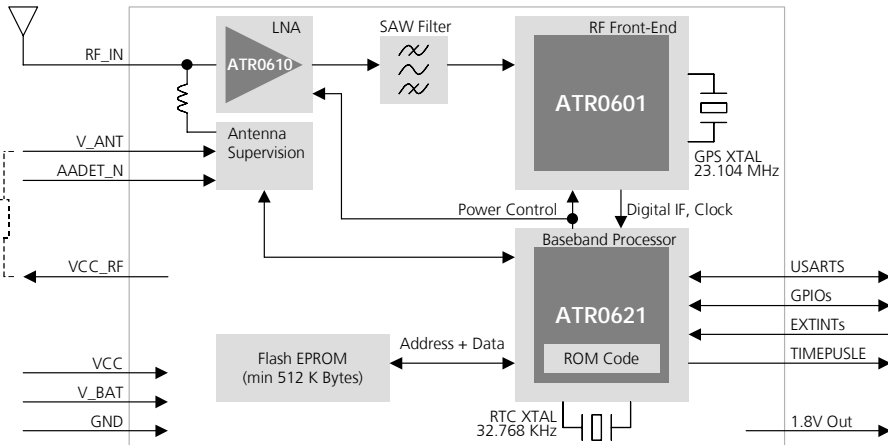 LNA
SAW Filter
RF Front-End
RF_IN
ATR0610
ATR0601
V_ANT
Antenna
Supervision
AADET_N
GPS XTAL
23.104 MHz
Power Control
Digital IF, Clock
Baseband Processor
VCC_RF
USARTS
GPIOs
ATR0621
EXTINTs
Flash EPROM
(min 512 K Bytes)
Address + Data
ROM Code
TIMEPUSLE
VCC
V_BAT
RTC XTAL
32.768 KHz
GND
1.8V Out